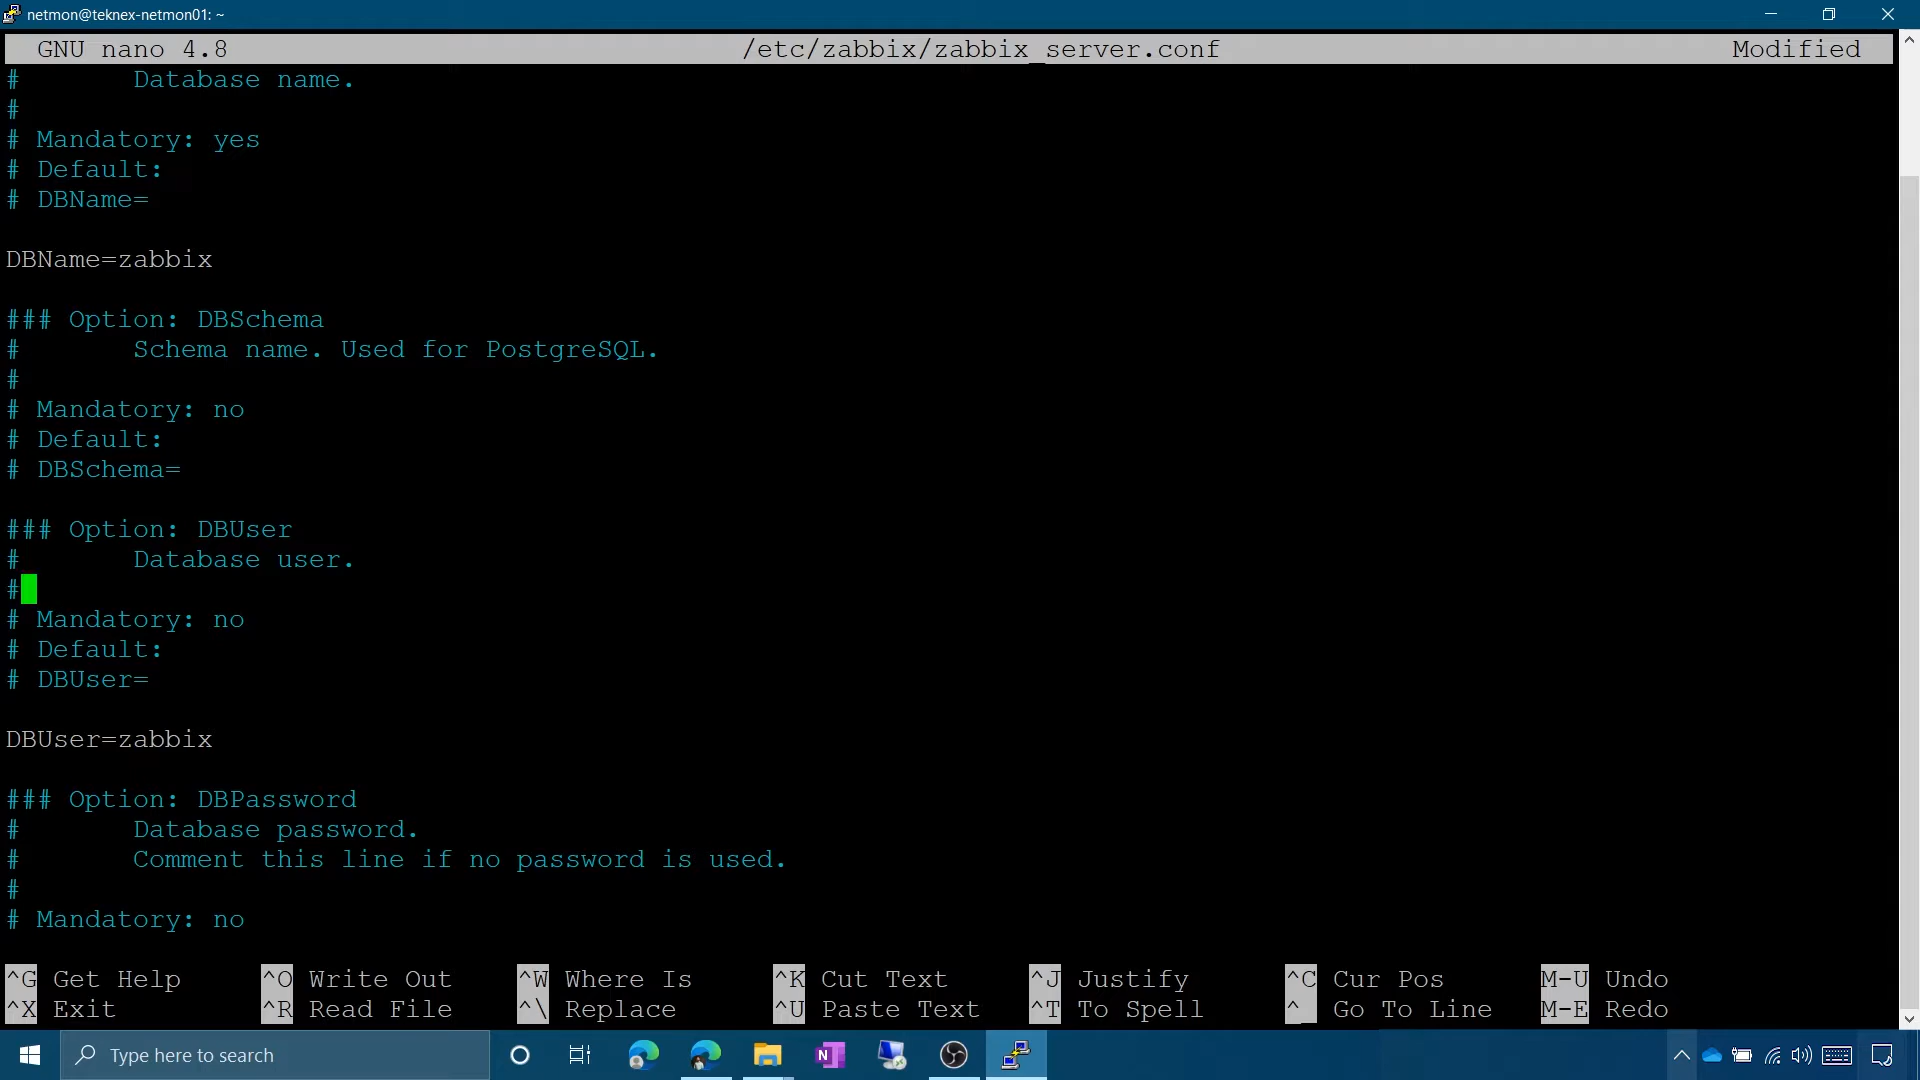 netmon@teknex-netmon01: ~
GNU nano 4.8 /etc/zabbix/zabbix_server.conf Modified
#       Database name.
#
# Mandatory: yes
# Default:
# DBName=
DBName=zabbix
### Option: DBSchema
#       Schema name. Used for PostgreSQL.
#
# Mandatory: no
# Default:
# DBSchema=
### Option: DBUser
#       Database user.
#
# Mandatory: no
# Default:
# DBUser=
DBUser=zabbix
### Option: DBPassword
#       Database password.
#       Comment this line if no password is used.
#
# Mandatory: no
^G Get Help ^O Write Out ^W Where Is ^K Cut Text ^J Justify ^C Cur Pos M-U Undo
^X Exit ^R Read File ^\ Replace ^U Paste Text ^T To Spell ^_ Go To Line M-E Redo
Type here to search